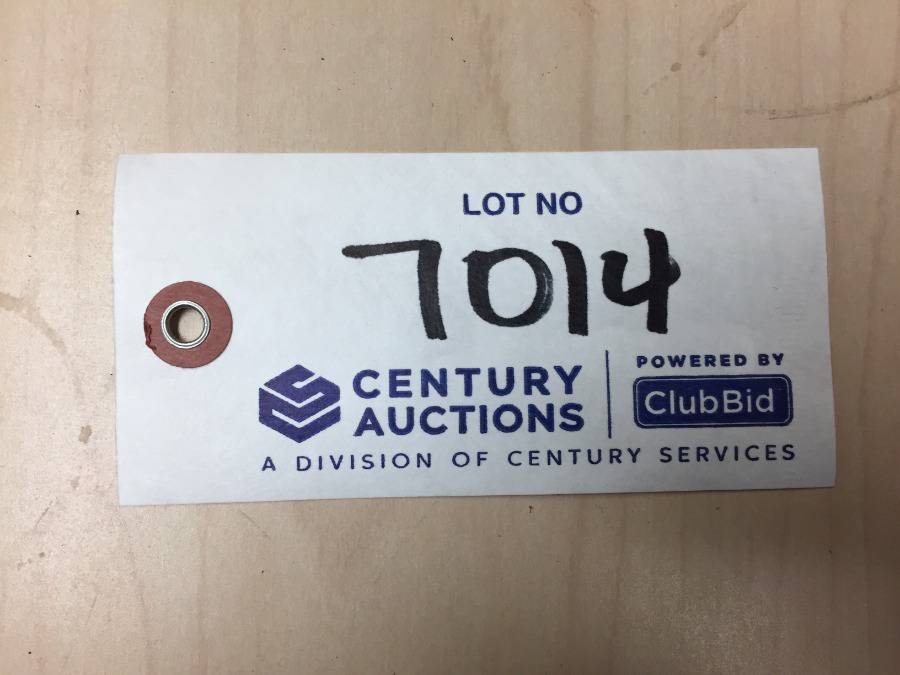 LOT NO
7014
CENTURY AUCTIONS
POWERED BY
ClubBid
A DIVISION OF CENTURY SERVICES